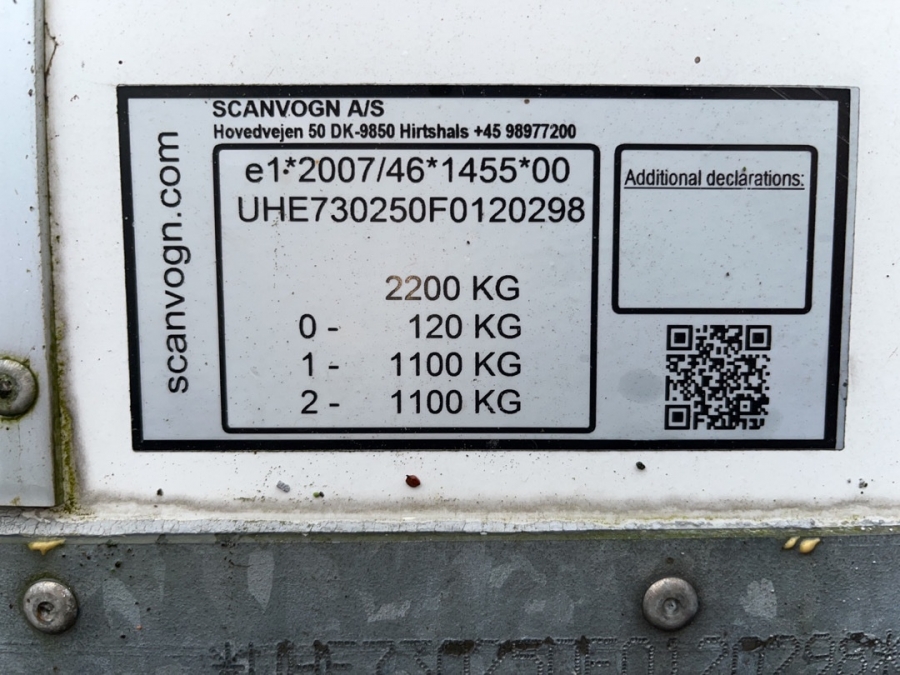 SCANVOGN A/S
Hovedvejen 50 DK-9850 Hirtshals +45 98977200
scanvogn.com
e1*2007/46*1455*00
UHE730250F0120298
2200 KG
0 - 120 KG
1 - 1100 KG
2 - 1100 KG
Additional declarations:
*UHE730250F0120298*